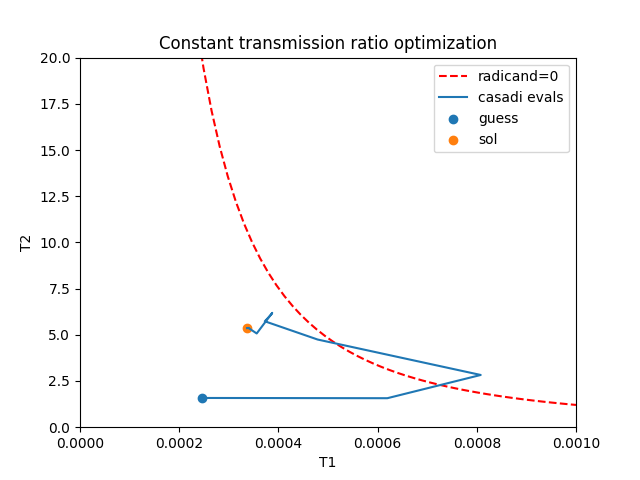 Constant transmission ratio optimization
radicand=0
casadi evals
guess
sol
T2
20.0
17.5
15.0
12.5
10.0
7.5
5.0
2.5
0.0
0.0000 0.0002 0.0004 0.0006 0.0008 0.0010
T1